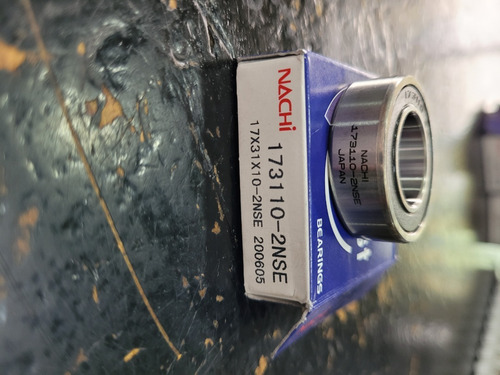 NACHi
173110-2NSE
17X31X10-2NSE 200605
BEARINGS
NACHI
173110-2NSE
JAPAN